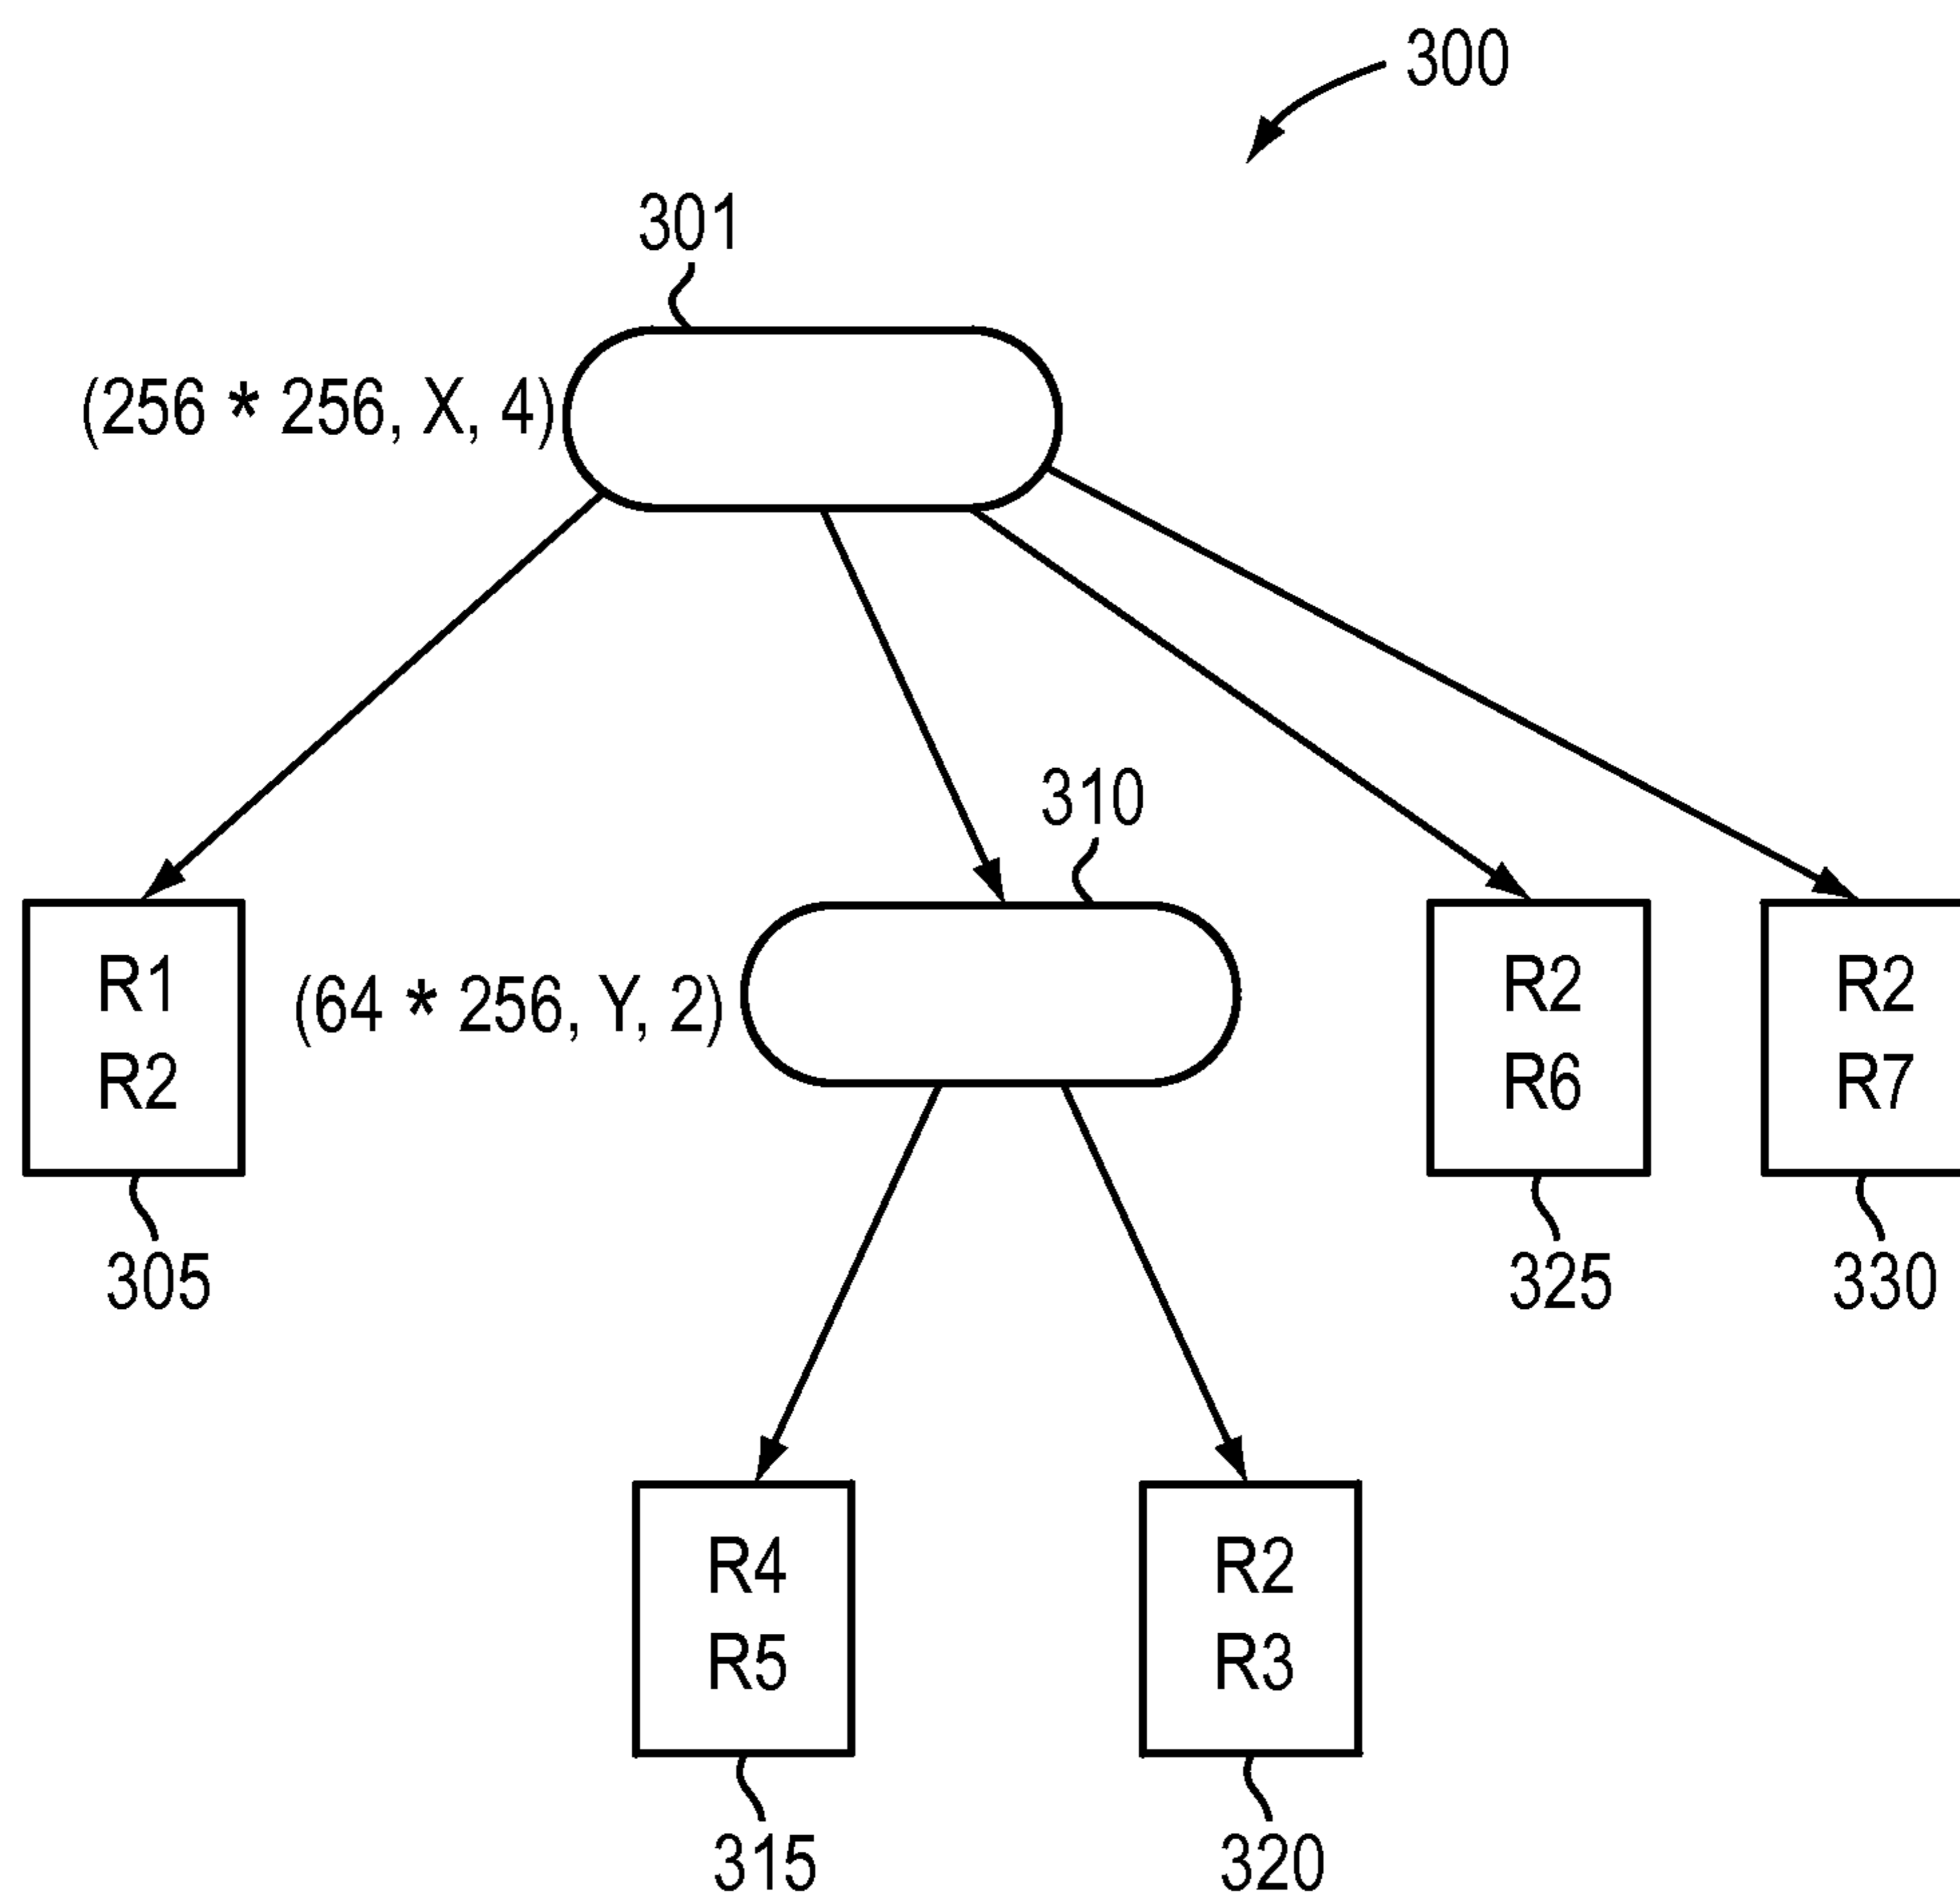 300
301
(256 * 256, X, 4)
310
R1
R2
(64 * 256, Y, 2)
R2
R6
R2
R7
305
325
330
R4
R5
R2
R3
315
320